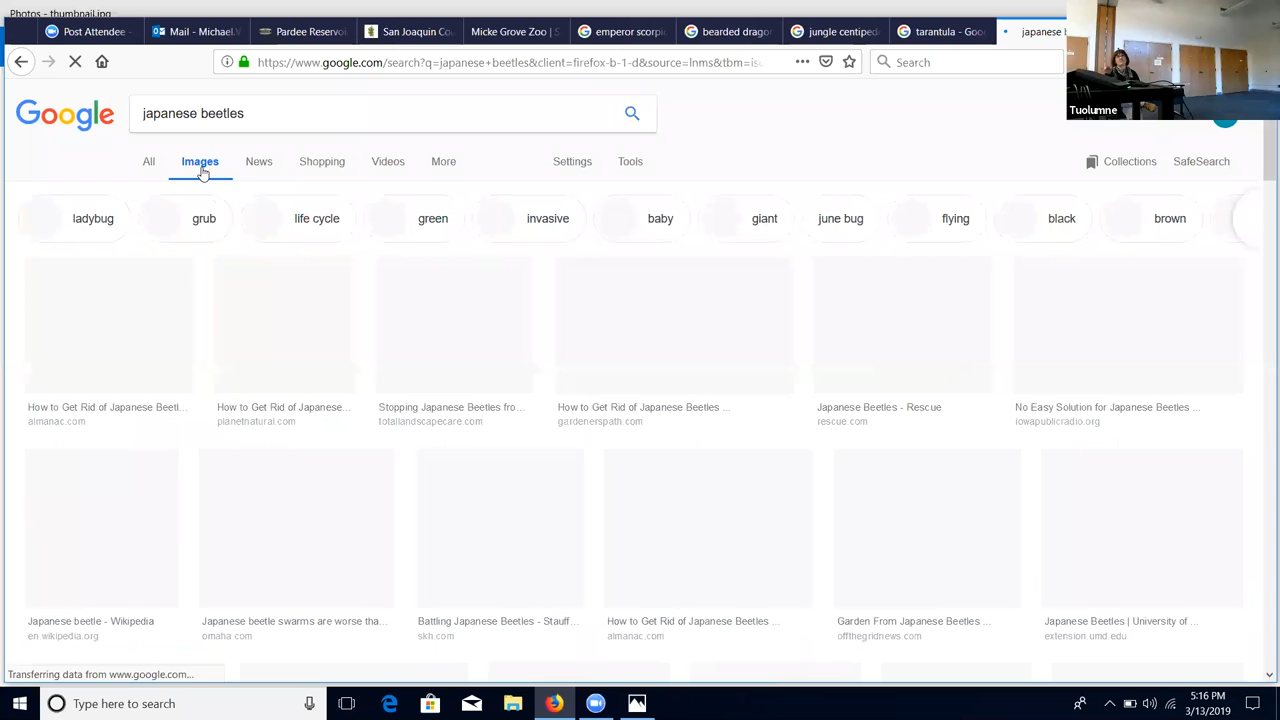 Photos - thumbnail.jpg
Post Attendee -
Mail - Michael.V
Pardee Reservoi
San Joaquin Cou
Micke Grove Zoo | S
emperor scorpio
bearded drago
jungle centipede
tarantula - Goo
japanese b
https://www.google.com/search?q=japanese+beetles&client=firefox-b-1-d&source=lnms&tbm=is
Search
Tuolumne
Google
japanese beetles
All
Images
News
Shopping
Videos
More
Settings
Tools
Collections
SafeSearch
ladybug
grub
life cycle
green
invasive
baby
giant
june bug
flying
black
brown
How to Get Rid of Japanese Beetl...
almanac.com
How to Get Rid of Japanese...
planetnatural.com
Stopping Japanese Beetles fro...
totallandscapecare.com
How to Get Rid of Japanese Beetles ...
gardenerspath.com
Japanese Beetles - Rescue
rescue.com
No Easy Solution for Japanese Beetles ...
iowapublicradio.org
Japanese beetle - Wikipedia
en.wikipedia.org
Japanese beetle swarms are worse tha...
omaha.com
Battling Japanese Beetles - Stauff...
skh.com
How to Get Rid of Japanese Beetles ...
almanac.com
Garden From Japanese Beetles ...
offthegridnews.com
Japanese Beetles | University of ...
extension.umd.edu
Transferring data from www.google.com...
Type here to search
5:16 PM
3/13/2019